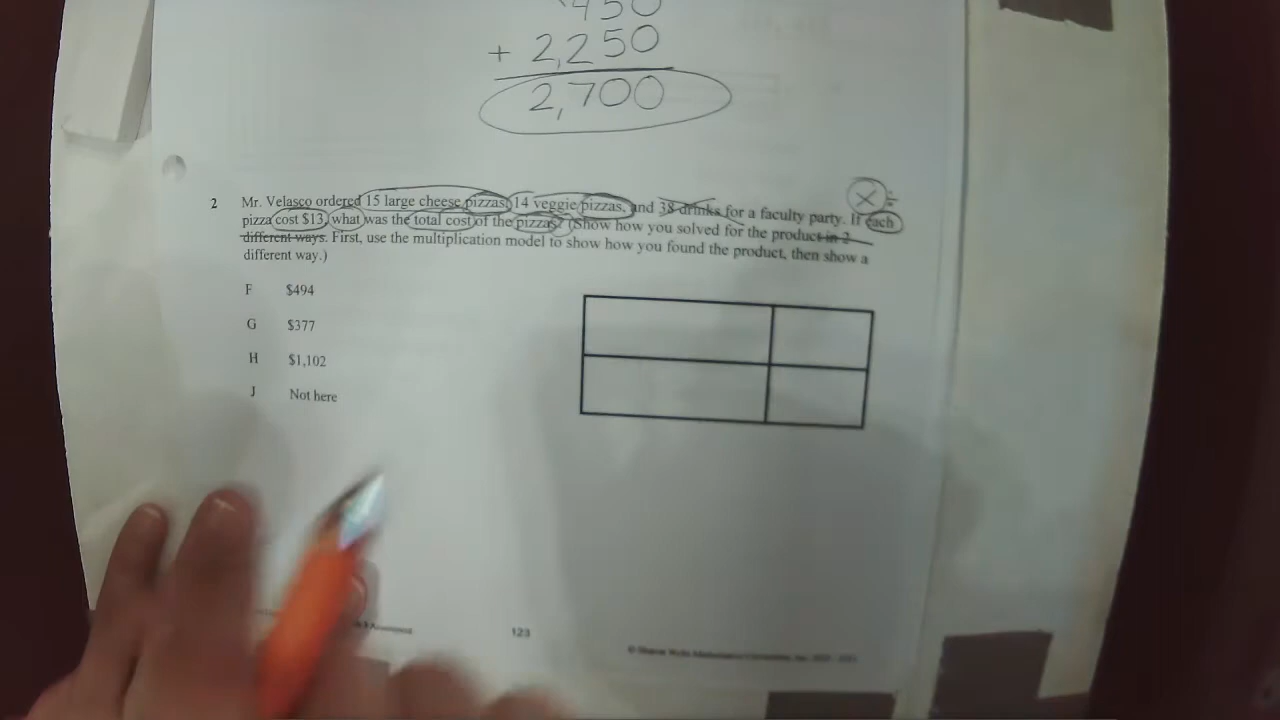 450
+ 2,250
2,700
×
2 Mr. Velasco ordered 15 large cheese pizzas, 14 veggie pizzas, and 38 drinks for a faculty party. If each
pizza cost $13, what was the total cost of the pizzas? (Show how you solved for the product in 2
different ways. First, use the multiplication model to show how you found the product, then show a
different way.)
F $494
G $377
H $1,102
J Not here
123